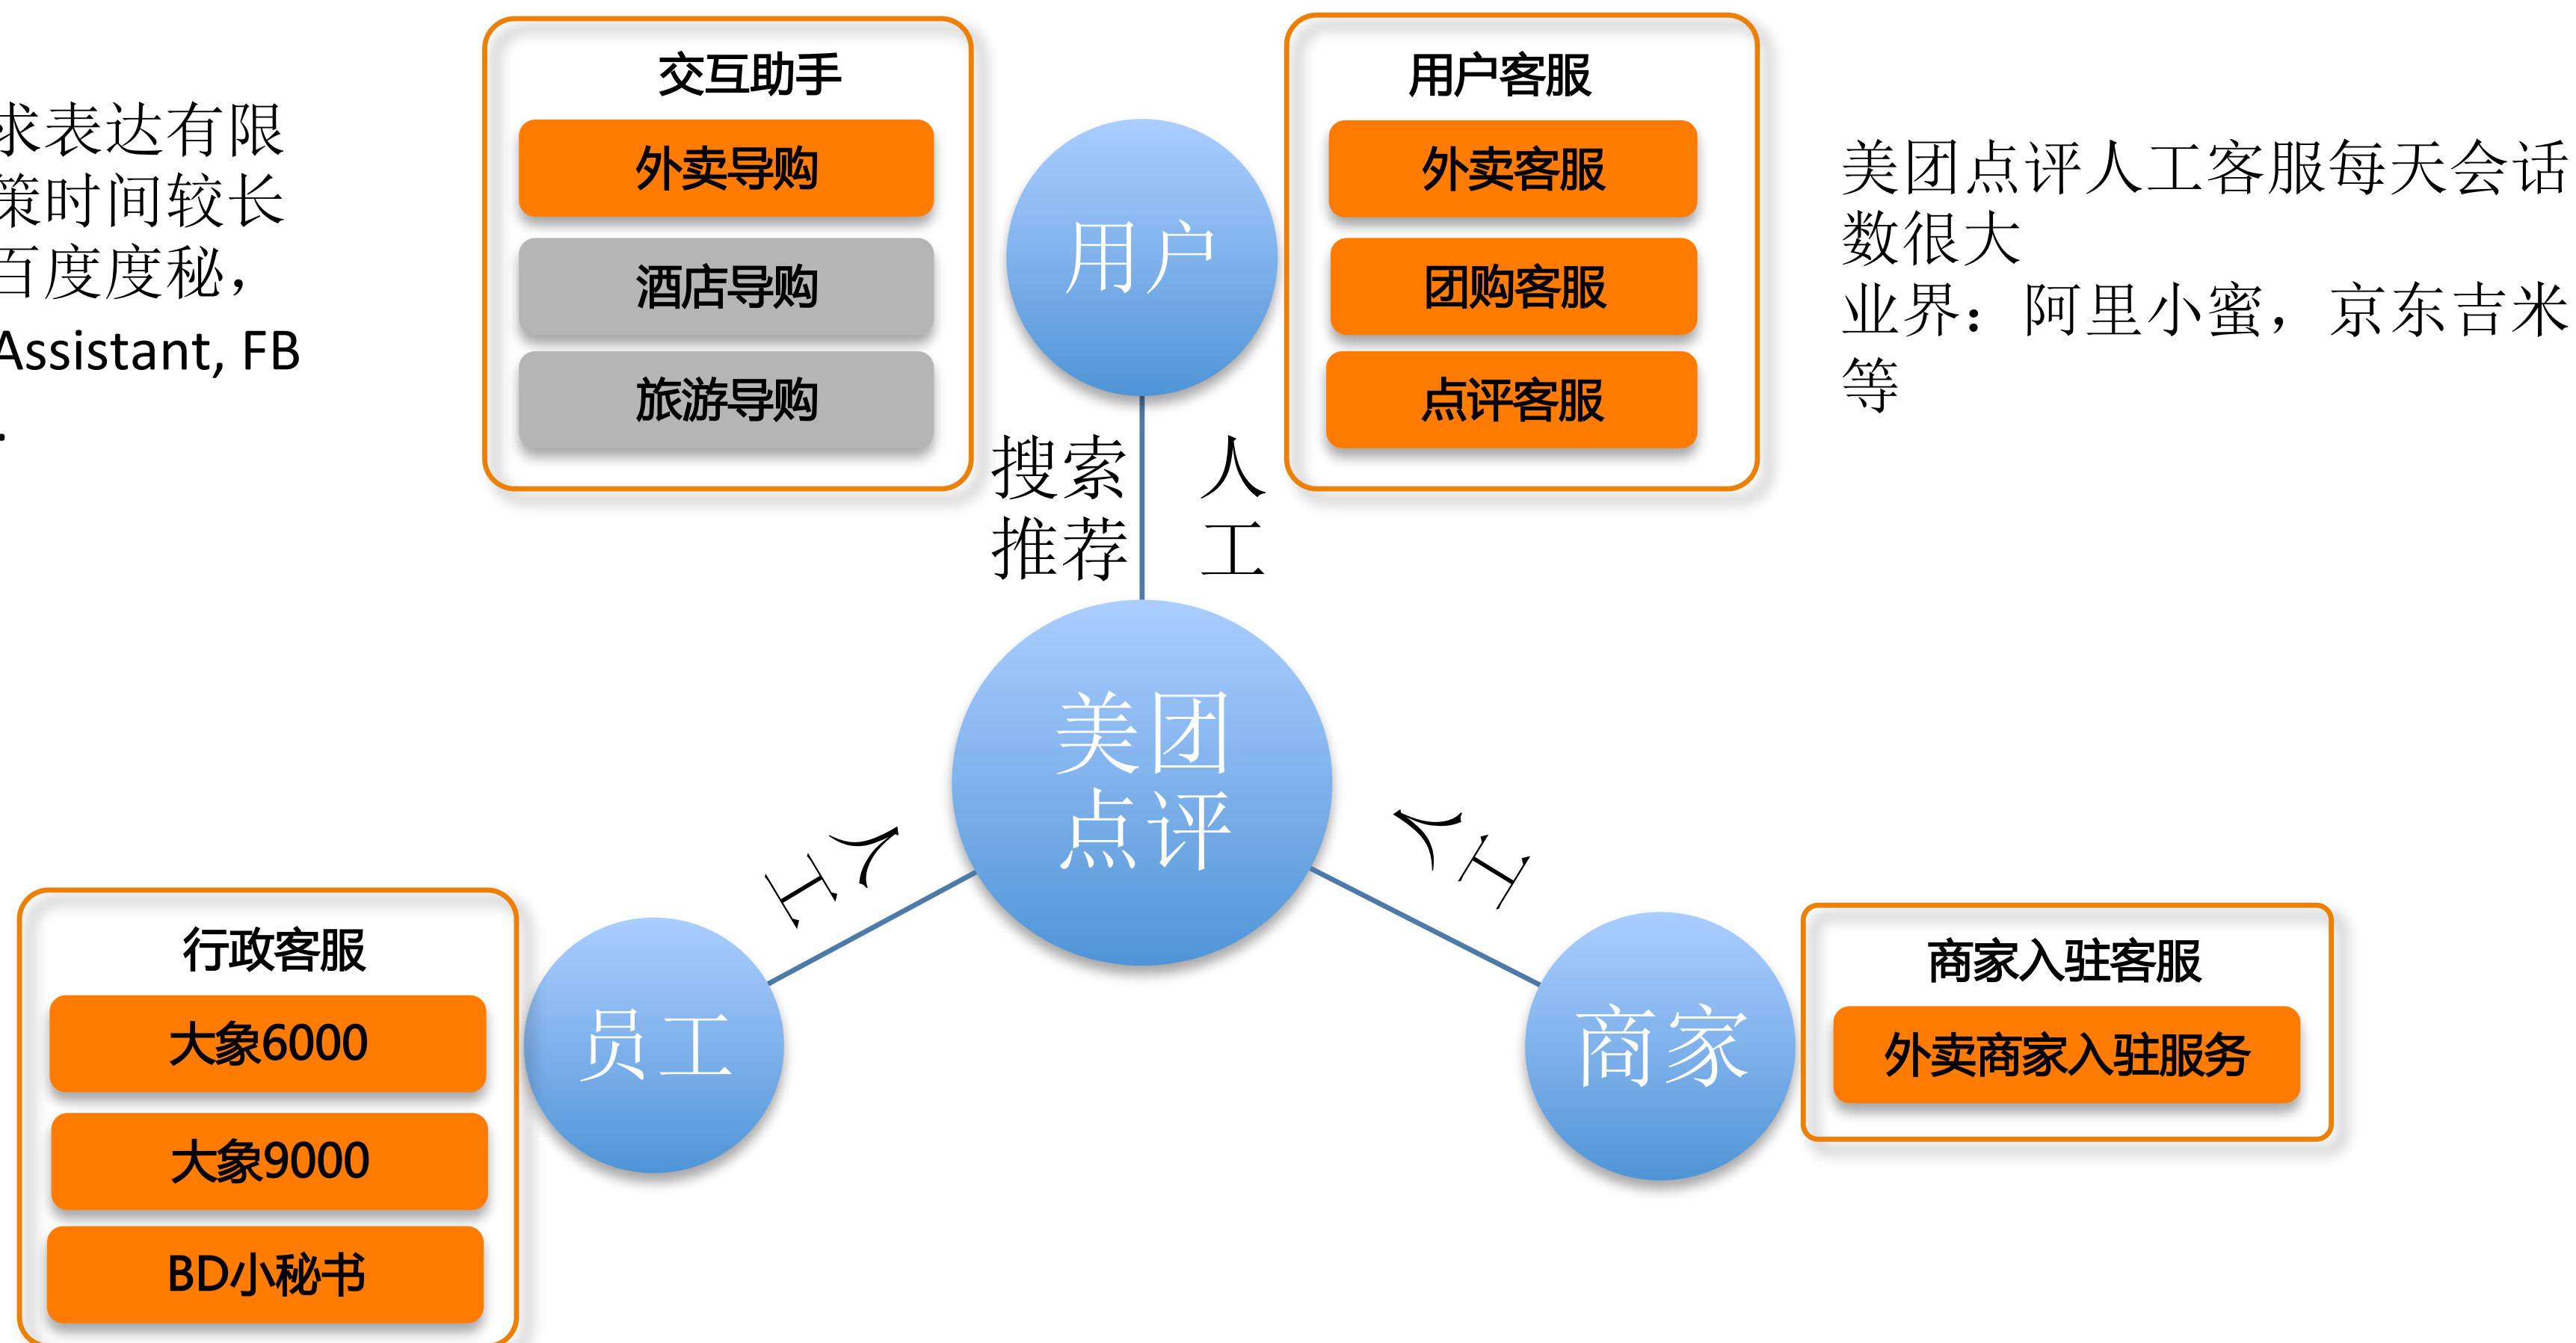 求表达有限
策时间较长
百度度秘，
Assistant, FB
.
交互助手
外卖导购
酒店导购
旅游导购
用户
用户客服
外卖客服
团购客服
点评客服
美团点评人工客服每天会话
数很大
业界：阿里小蜜，京东吉米
等
搜索
推荐
人
工
美团
点评
人工
人工
行政客服
大象6000
大象9000
BD小秘书
员工
商家
商家入驻客服
外卖商家入驻服务